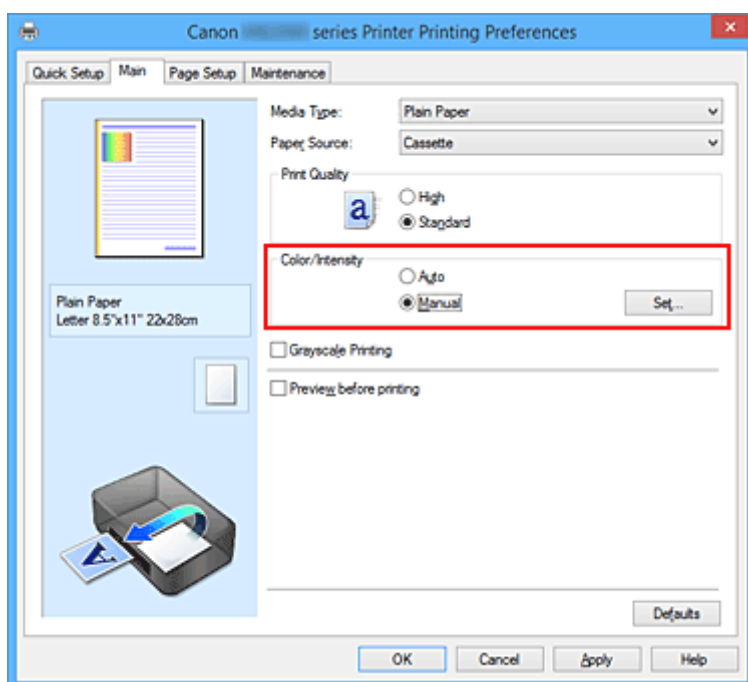 Canon series Printer Printing Preferences
Quick Setup Main Page Setup Maintenance
Media Type: Plain Paper
Paper Source: Cassette
Print Quality
High
a
Standard
Color/Intensity
Auto
Manual Set...
Plain Paper
Letter 8.5"x11" 22x28cm
Grayscale Printing
Preview before printing
A
Defaults
OK Cancel Apply Help